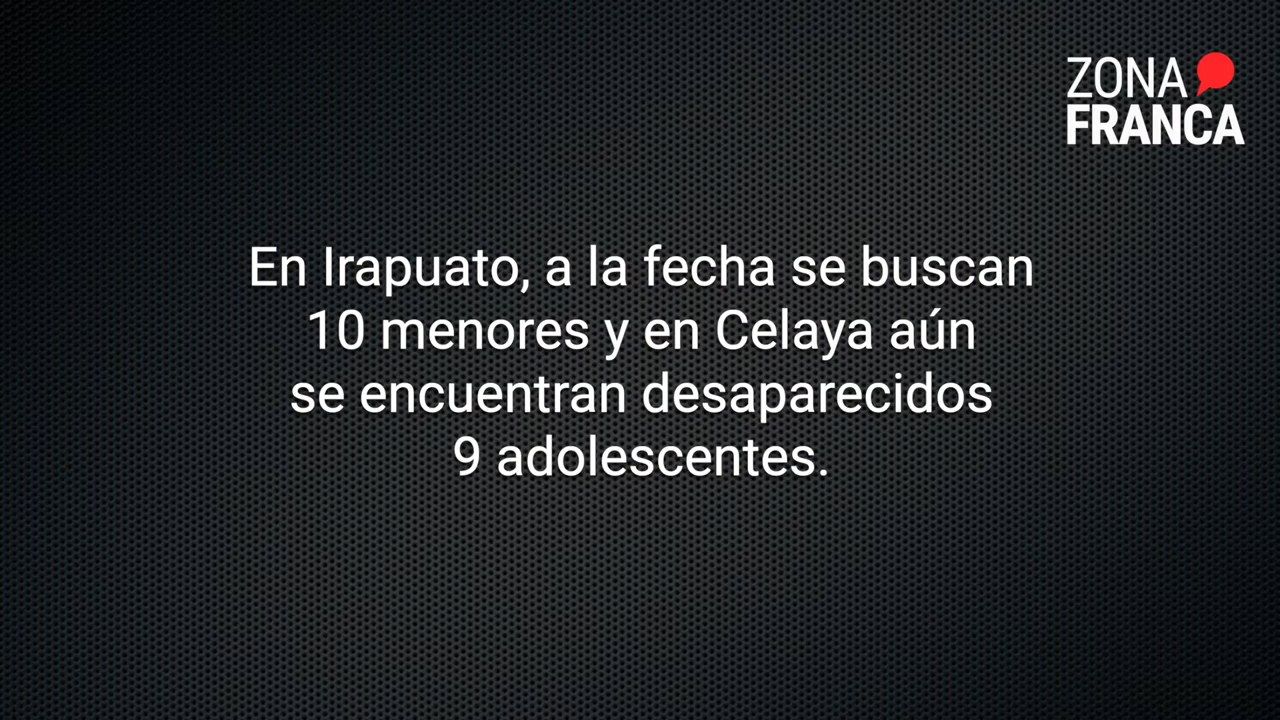 ZONA
FRANCA
En Irapuato, a la fecha se buscan
10 menores y en Celaya aún
se encuentran desaparecidos
9 adolescentes.